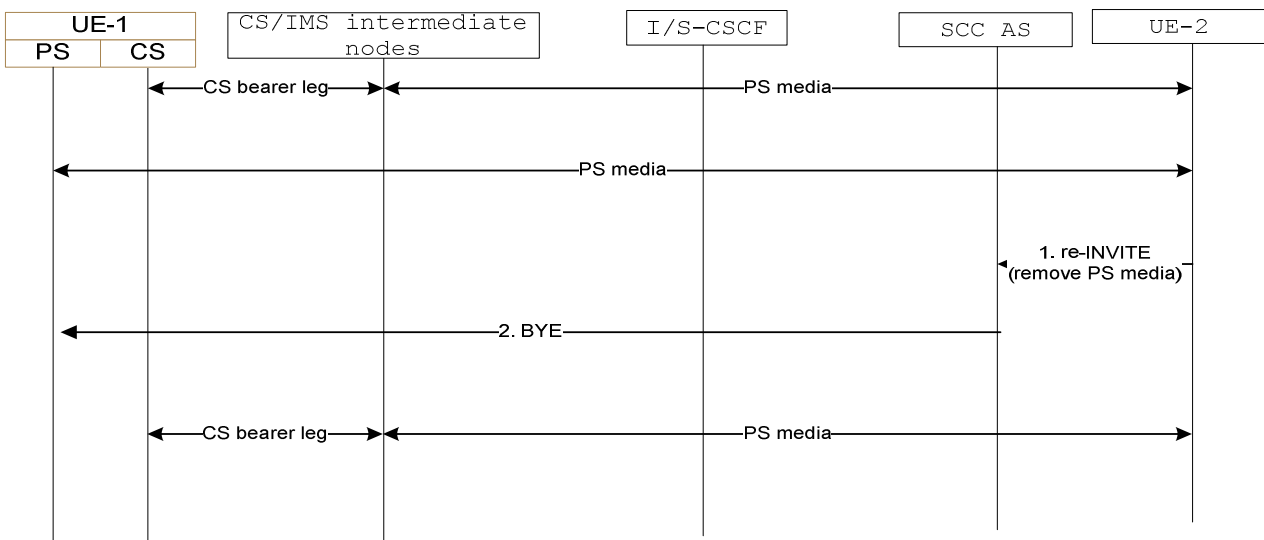 UE-1
PS
CS
CS/IMS intermediate
nodes
I/S-CSCF
SCC AS
UE-2
CS bearer leg
PS media
PS media
1. re-INVITE
(remove PS media)
2. BYE
CS bearer leg
PS media